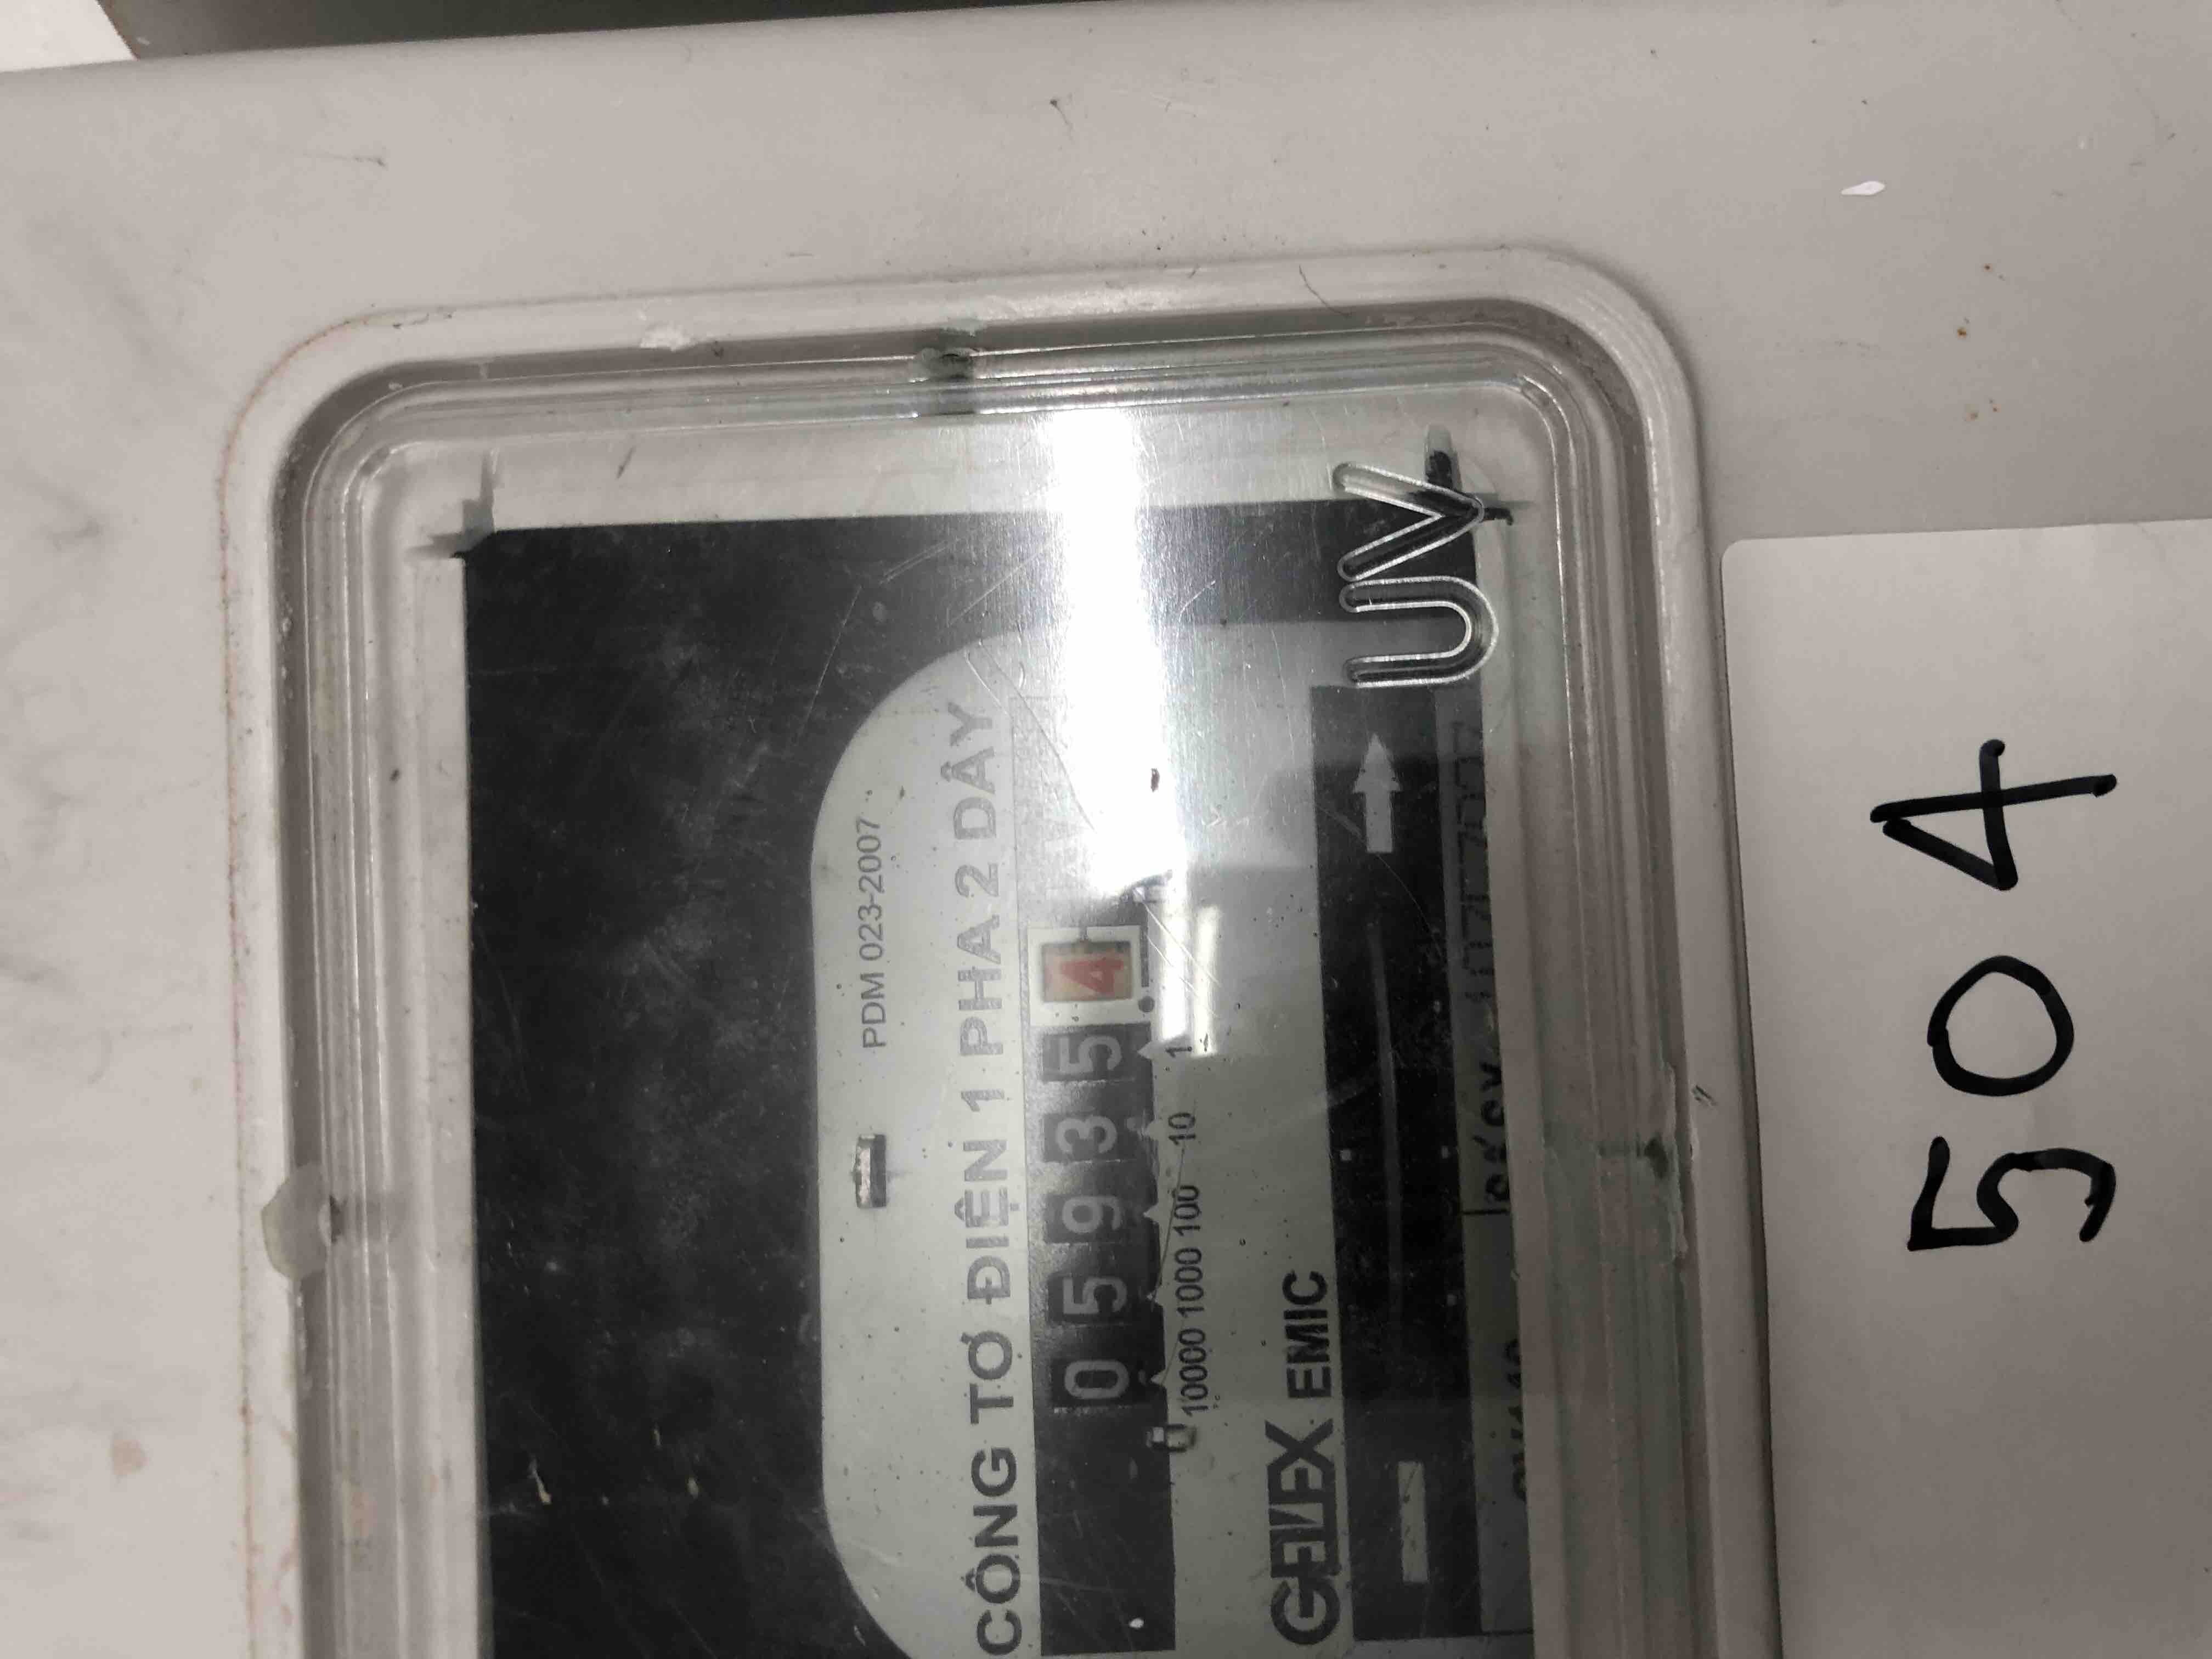 PDM 023-2007
CÔNG TƠ ĐIỆN 1 PHA 2 DÂY
0 5 9 3 5 4
10000 1000 100 10 1
GELEX EMIC
UV
504